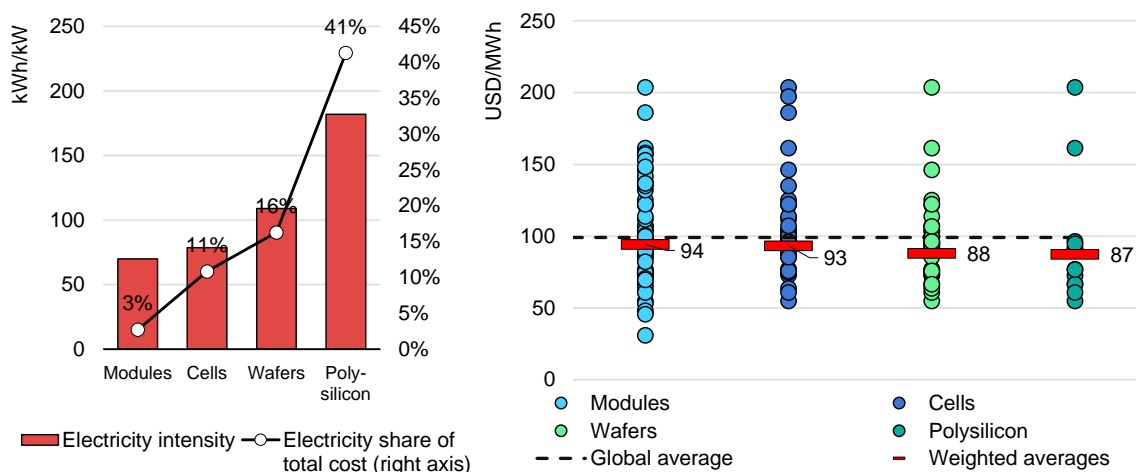 kWh/kW
250
200
150
100
50
0
45%
40%
35%
30%
25%
20%
15%
10%
5%
0%
3%
11%
16%
41%
Modules
Cells
Wafers
Poly-
silicon
Electricity intensity
Electricity share of
total cost (right axis)
USD/MWh
250
200
150
100
50
0
94
93
88
87
Modules
Cells
Wafers
Polysilicon
Global average
Weighted averages